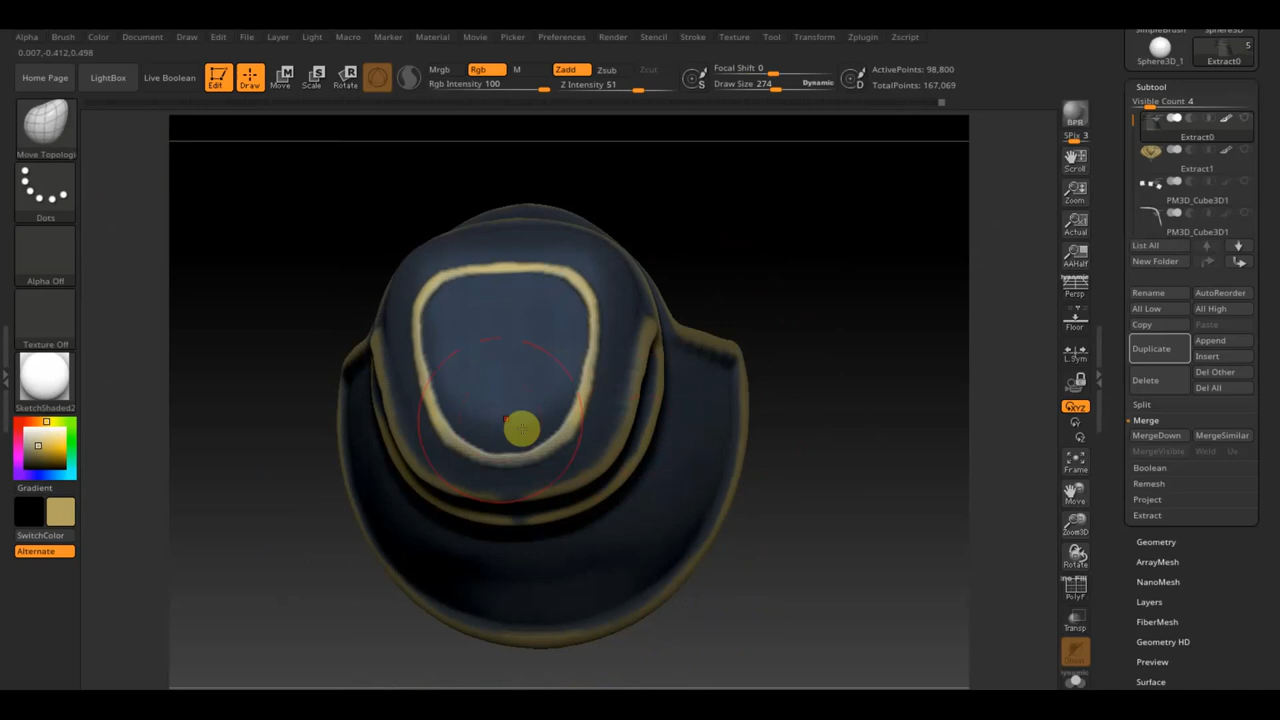 Alpha Brush Color Document Draw Edit File Layer Light Macro Marker Material Movie Picker Preferences Render Stencil Stroke Texture Tool Transform Zplugin Zscript
0.007,-0.412,0.498
Home Page LightBox Live Boolean Edit Draw Move Scale Rotate
Mrgb Rgb M Zadd Zsub Zcut Focal Shift 0 ActivePoints: 98,800
Rgb Intensity 100 Z Intensity 51 S Draw Size 274 Dynamic D TotalPoints: 167,069
Sphere3D_1 Extract0
5
Move Topologi
Dots
Alpha Off
Texture Off
SketchShaded2
Gradient
SwitchColor
Alternate
BPR
SPix 3
Scroll
Zoom
Actual
AAHalf
Persp
Floor
L.Sym
XYZ
Frame
Move
Zoom3D
Rotate
PolyF
Transp
Subtool
Visible Count 4
Extract0
Extract1
PM3D_Cube3D1
PM3D_Cube3D1
List All
New Folder
Rename AutoReorder
All Low All High
Copy Paste
Duplicate Append
Insert
Delete Del Other
Del All
Split
Merge
MergeDown MergeSimilar
MergeVisible Weld Uv
Boolean
Remesh
Project
Extract
Geometry
ArrayMesh
NanoMesh
Layers
FiberMesh
Geometry HD
Preview
Surface